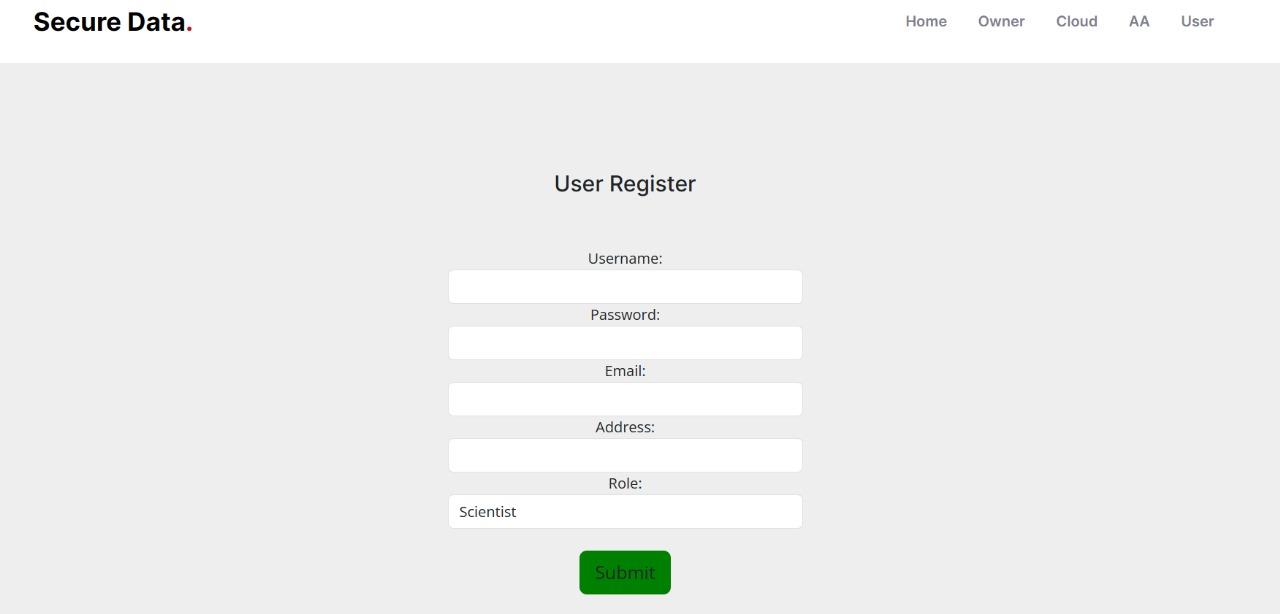 Secure Data.
Home Owner Cloud AA User
User Register
Username:
Password:
Email:
Address:
Role:
Scientist
Submit